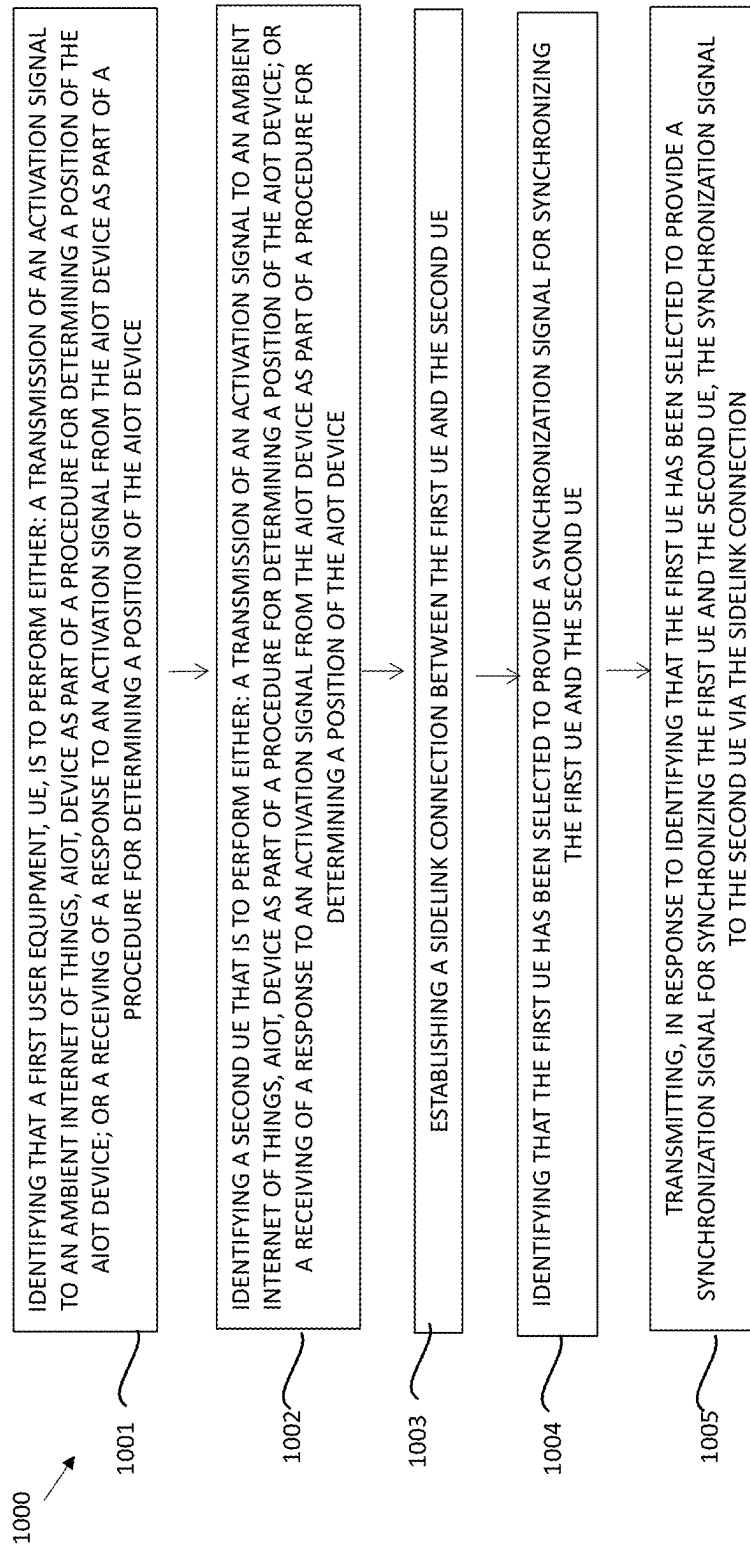 1000
1001
IDENTIFYING THAT A FIRST USER EQUIPMENT, UE, IS TO PERFORM EITHER: A TRANSMISSION OF AN ACTIVATION SIGNAL
TO AN AMBIENT INTERNET OF THINGS, AIOT, DEVICE AS PART OF A PROCEDURE FOR DETERMINING A POSITION OF THE
AIOT DEVICE; OR A RECEIVING OF A RESPONSE TO AN ACTIVATION SIGNAL FROM THE AIOT DEVICE AS PART OF A
PROCEDURE FOR DETERMINING A POSITION OF THE AIOT DEVICE
1002
IDENTIFYING A SECOND UE THAT IS TO PERFORM EITHER: A TRANSMISSION OF AN ACTIVATION SIGNAL TO AN AMBIENT
INTERNET OF THINGS, AIOT, DEVICE AS PART OF A PROCEDURE FOR DETERMINING A POSITION OF THE AIOT DEVICE; OR
A RECEIVING OF A RESPONSE TO AN ACTIVATION SIGNAL FROM THE AIOT DEVICE AS PART OF A PROCEDURE FOR
DETERMINING A POSITION OF THE AIOT DEVICE
1003
ESTABLISHING A SIDELINK CONNECTION BETWEEN THE FIRST UE AND THE SECOND UE
1004
IDENTIFYING THAT THE FIRST UE HAS BEEN SELECTED TO PROVIDE A SYNCHRONIZATION SIGNAL FOR SYNCHRONIZING
THE FIRST UE AND THE SECOND UE
1005
TRANSMITTING, IN RESPONSE TO IDENTIFYING THAT THE FIRST UE HAS BEEN SELECTED TO PROVIDE A
SYNCHRONIZATION SIGNAL FOR SYNCHRONIZING THE FIRST UE AND THE SECOND UE, THE SYNCHRONIZATION SIGNAL
TO THE SECOND UE VIA THE SIDELINK CONNECTION